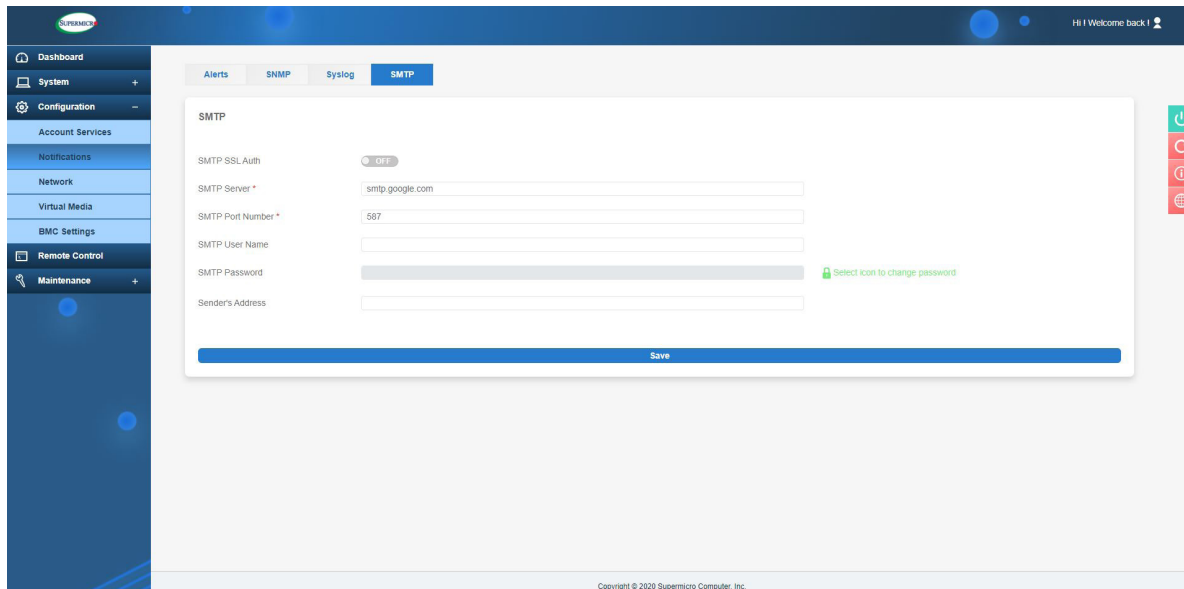 SUPERMICR
Hi ! Welcome back !
Dashboard
System +
Configuration −
Account Services
Notifications
Network
Virtual Media
BMC Settings
Remote Control
Maintenance +
Alerts SNMP Syslog SMTP
SMTP
SMTP SSL Auth OFF
SMTP Server * smtp.google.com
SMTP Port Number * 587
SMTP User Name
SMTP Password Select icon to change password
Sender's Address
Save
Copyright © 2020 Supermicro Computer, Inc.